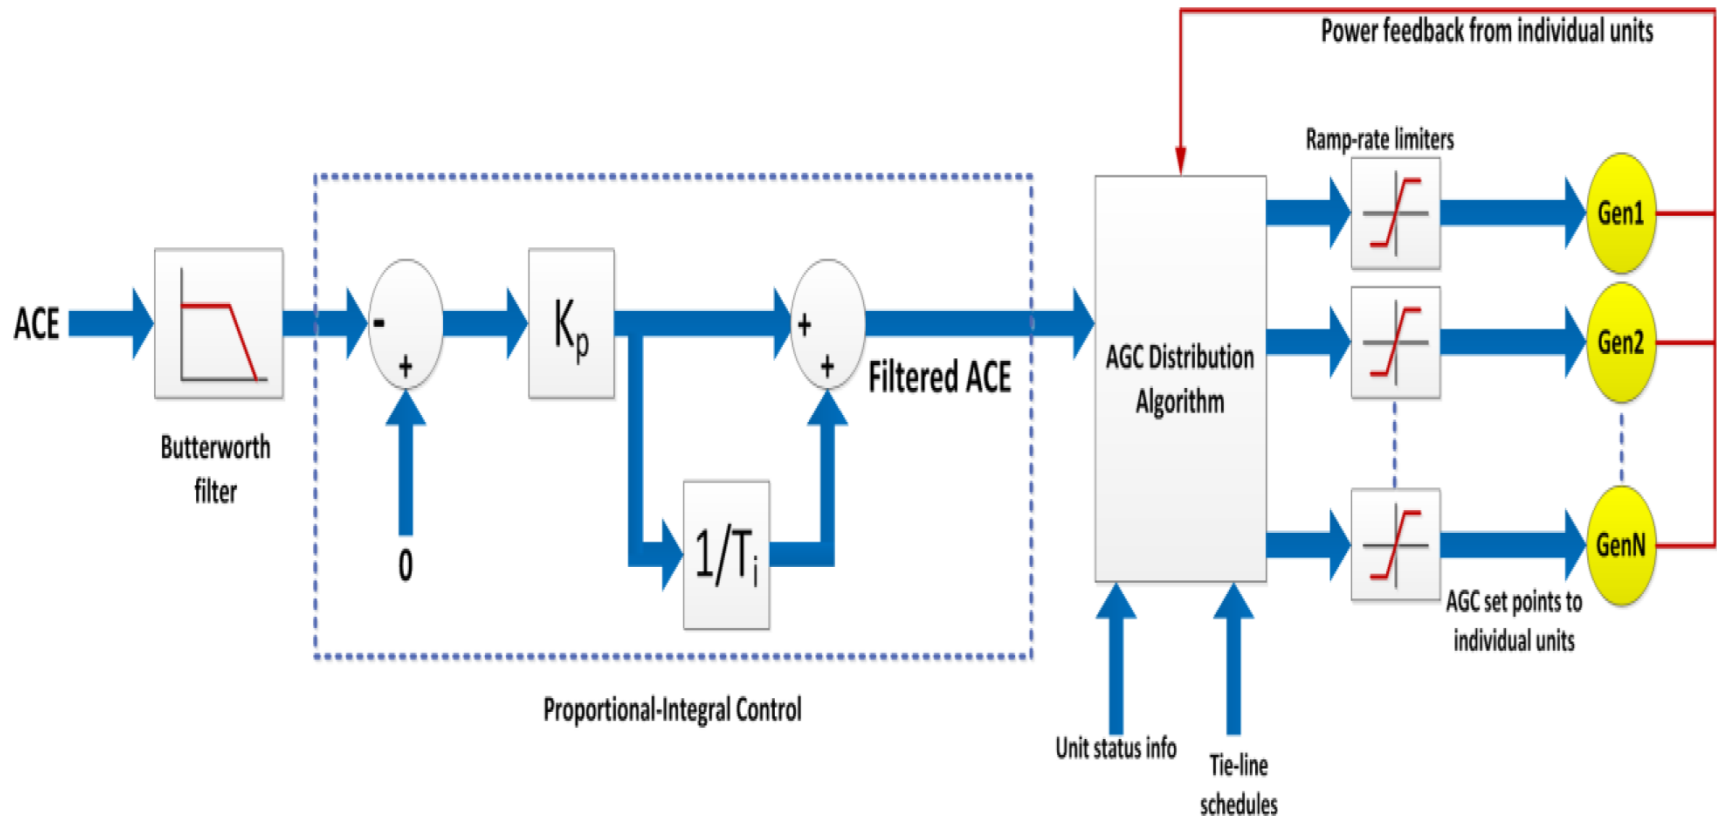 Power feedback from individual units
Ramp-rate limiters
Gen1
ACE
-
+
0
Kp
+
+
Filtered ACE
AGC Distribution
Algorithm
Gen2
Butterworth
filter
1/Ti
GenN
AGC set points to
individual units
Proportional-Integral Control
Unit status info
Tie-line
schedules